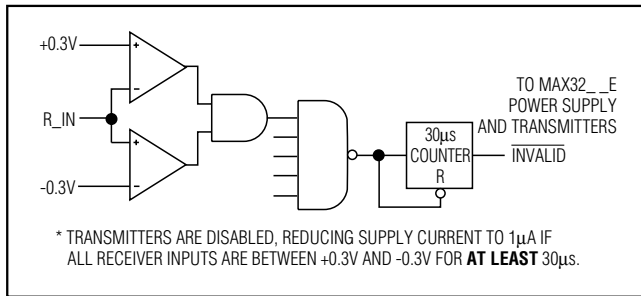 +0.3V
+
-
R_IN
+
-
-0.3V
30μs
COUNTER
R
TO MAX32_ _E
POWER SUPPLY
AND TRANSMITTERS
INVALID
* TRANSMITTERS ARE DISABLED, REDUCING SUPPLY CURRENT TO 1μA IF
ALL RECEIVER INPUTS ARE BETWEEN +0.3V AND -0.3V FOR AT LEAST 30μs.